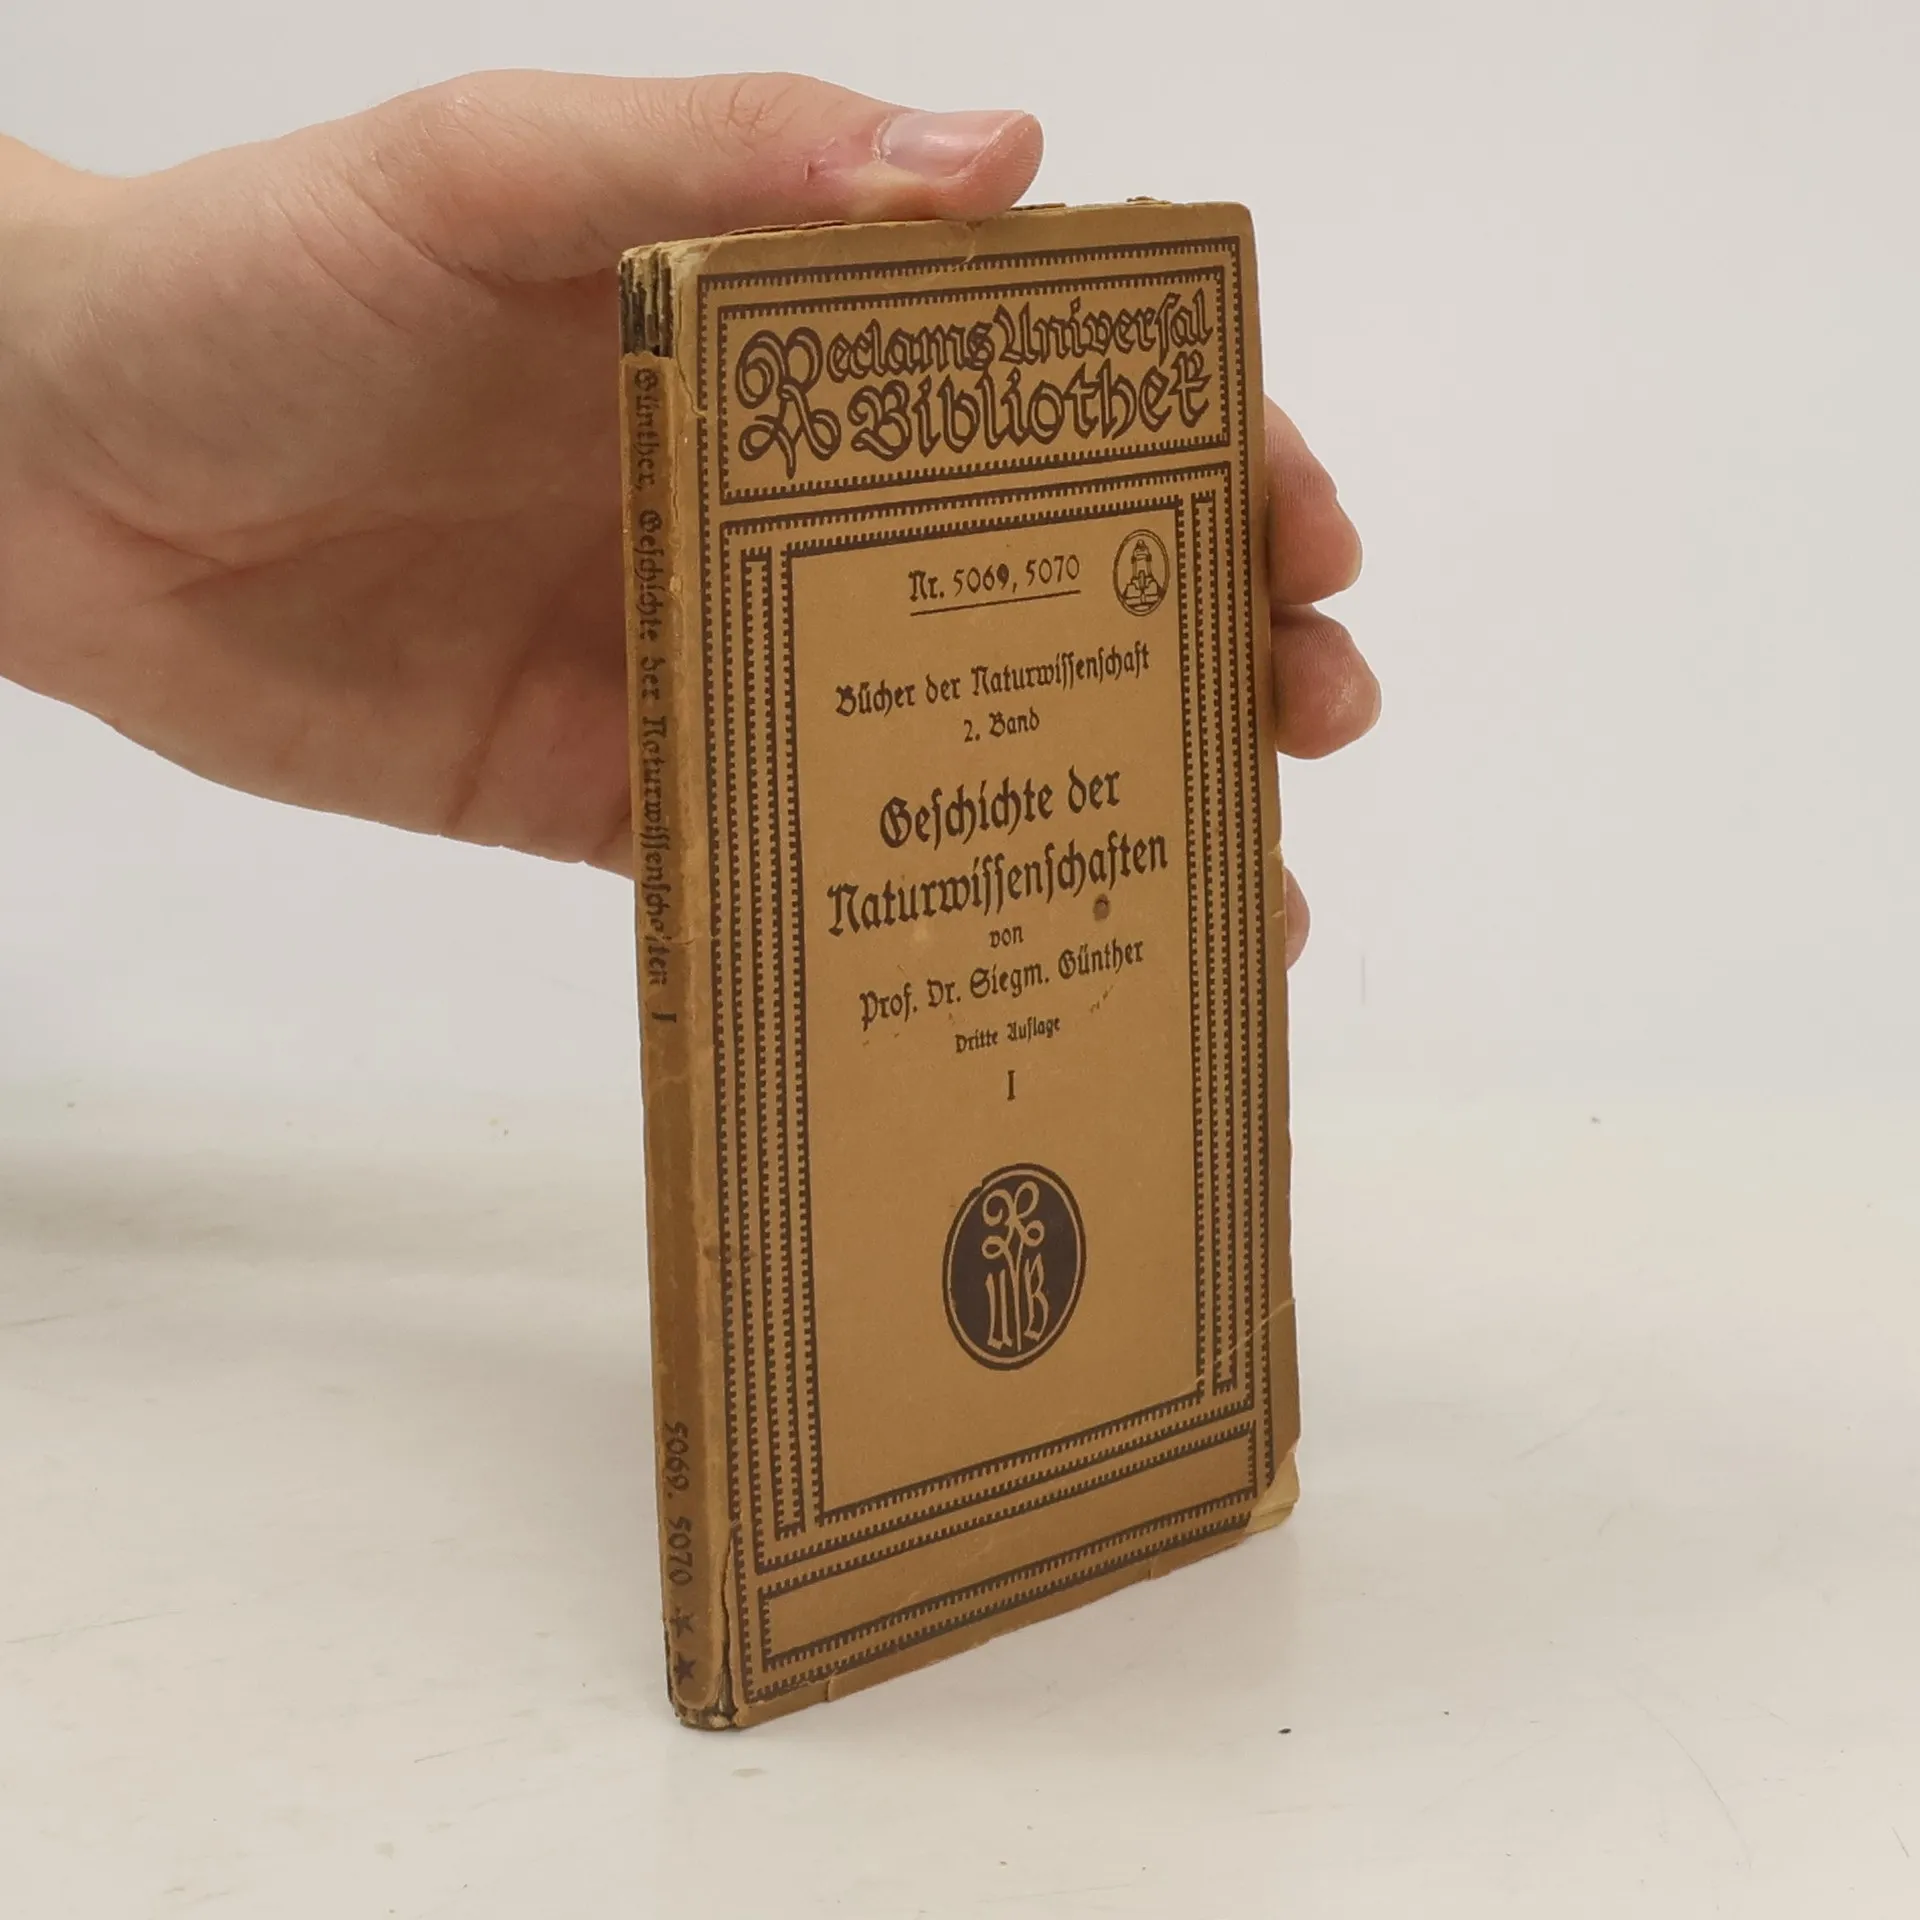 Reclams Universal
Bibliothek
Nr. 5069, 5070
Bücher der Naturwiſſenſchaft
2. Band
Geſchichte der
Naturwiſſenſchaften
von
Prof. Dr. Siegm. Günther
Dritte Auflage
I
RUB
Günther, Geſchichte der Naturwiſſenſchaften I
5069. 5070 ★ ★